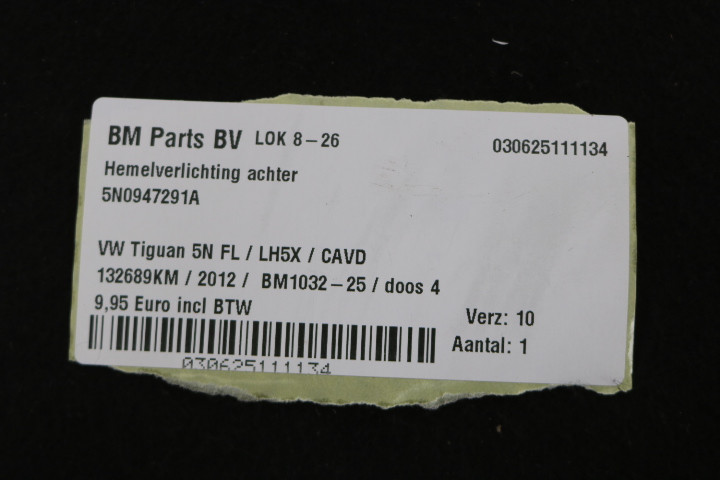 BM Parts BV LOK 8-26 030625111134
Hemelverlichting achter
5N0947291A
VW Tiguan 5N FL / LH5X / CAVD
132689KM / 2012 / BM1032-25 / doos 4
9,95 Euro incl BTW
Verz: 10
Aantal: 1
030625111134